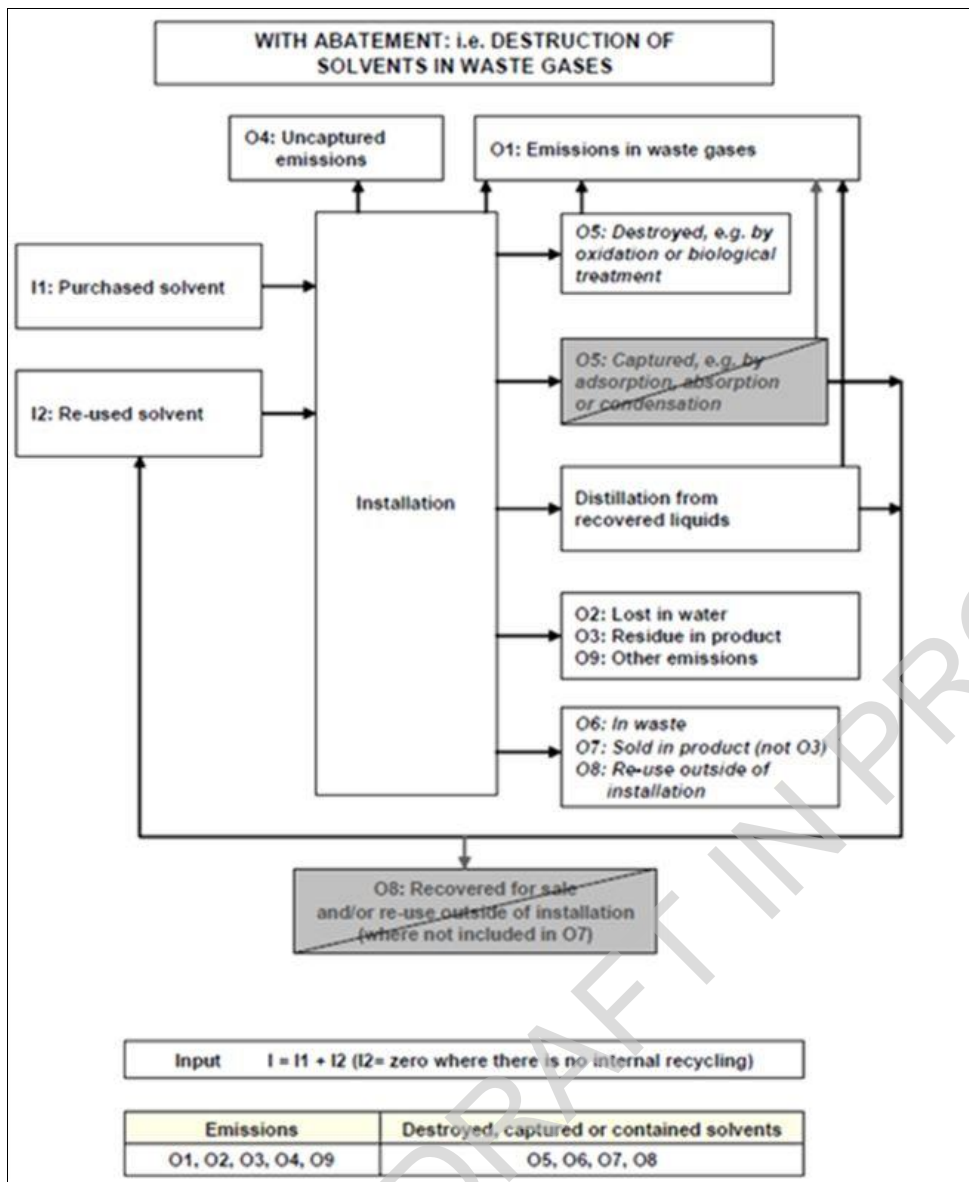 WITH ABATEMENT: i.e. DESTRUCTION OF
SOLVENTS IN WASTE GASES
O4: Uncaptured
emissions
O1: Emissions in waste gases
I1: Purchased solvent
I2: Re-used solvent
Installation
O5: Destroyed, e.g. by
oxidation or biological
treatment
O5: Captured, e.g. by
adsorption, absorption
or condensation
Distillation from
recovered liquids
O2: Lost in water
O3: Residue in product
O9: Other emissions
O6: In waste
O7: Sold in product (not O3)
O8: Re-use outside of
installation
O8: Recovered for sale
and/or re-use outside of installation
(where not included in O7)
Input I = I1 + I2 (I2= zero where there is no internal recycling)
Emissions Destroyed, captured or contained solvents
O1, O2, O3, O4, O9 O5, O6, O7, O8
DRAFT IN PRO